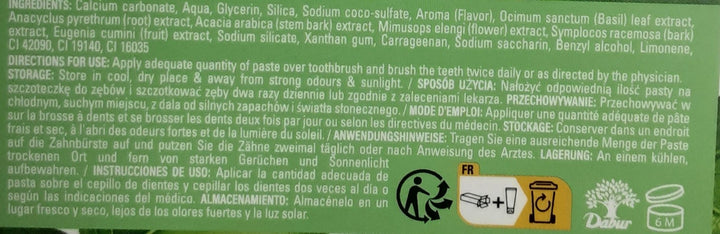 INGREDIENTS: Calcium carbonate, Aqua, Glycerin, Silica, Sodium coco-sulfate, Aroma (Flavor), Ocimum sanctum (Basil) leaf extract,
Anacyclus pyrethrum (root) extract, Acacia arabica (stem bark) extract, Mimusops elengi (flower) extract, Symplocos racemosa (bark)
extract, Eugenia cumini (fruit) extract, Sodium silicate, Xanthan gum, Carrageenan, Sodium saccharin, Benzyl alcohol, Limonene,
CI 42090, CI 19140, CI 16035
DIRECTIONS FOR USE: Apply adequate quantity of paste over toothbrush and brush the teeth twice daily or as directed by the physician.
STORAGE: Store in cool, dry place & away from strong odours & sunlight. / SPOSÓB UŻYCIA: Nałożyć odpowiednią ilość pasty na
szczoteczkę do zębów i szczotkować zęby dwa razy dziennie lub zgodnie z zaleceniami lekarza. PRZECHOWYWANIE: Przechowywać w
chłodnym, suchym miejscu, z dala od silnych zapachów i światła słonecznego. / MODE D'EMPLOI: Appliquer une quantité adéquate de pâte
sur la brosse à dents et se brosser les dents deux fois par jour ou selon les directives du médecin. STOCKAGE: Conserver dans un endroit
frais et sec, à l'abri des odeurs fortes et de la lumière du soleil. / ANWENDUNGSHINWEISE: Tragen Sie eine ausreichende Menge der Paste
auf die Zahnbürste auf und putzen Sie die Zähne zweimal täglich oder nach Anweisung des Arztes. LAGERUNG: An einem kühlen,
trockenen Ort und fern von starken Gerüchen und Sonnenlicht
aufbewahren. / INSTRUCCIONES DE USO: Aplicar la cantidad adecuada de
pasta sobre el cepillo de dientes y cepillar los dientes dos veces al día o
según las indicaciones del médico. ALMACENAMIENTO: Almacénelo en un
lugar fresco y seco, lejos de los olores fuertes y la luz solar.
FR
Dabur
6 M